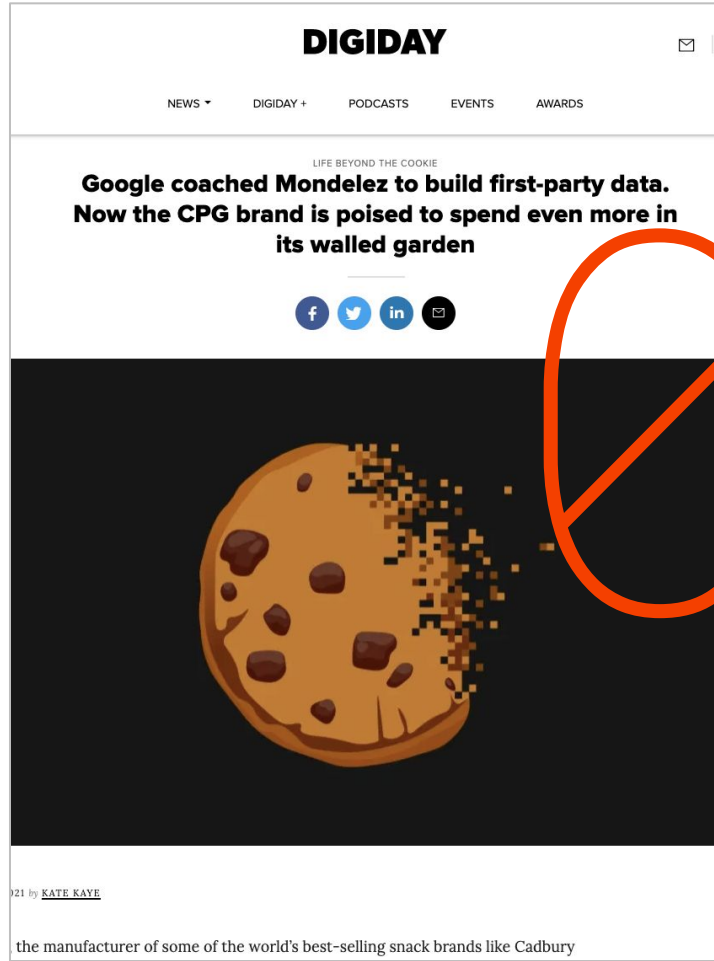 DIGIDAY
NEWS DIGIDAY + PODCASTS EVENTS AWARDS
LIFE BEYOND THE COOKIE
Google coached Mondelez to build first-party data.
Now the CPG brand is poised to spend even more in
its walled garden
f in
21 by KATE KAYE
, the manufacturer of some of the world’s best-selling snack brands like Cadbury